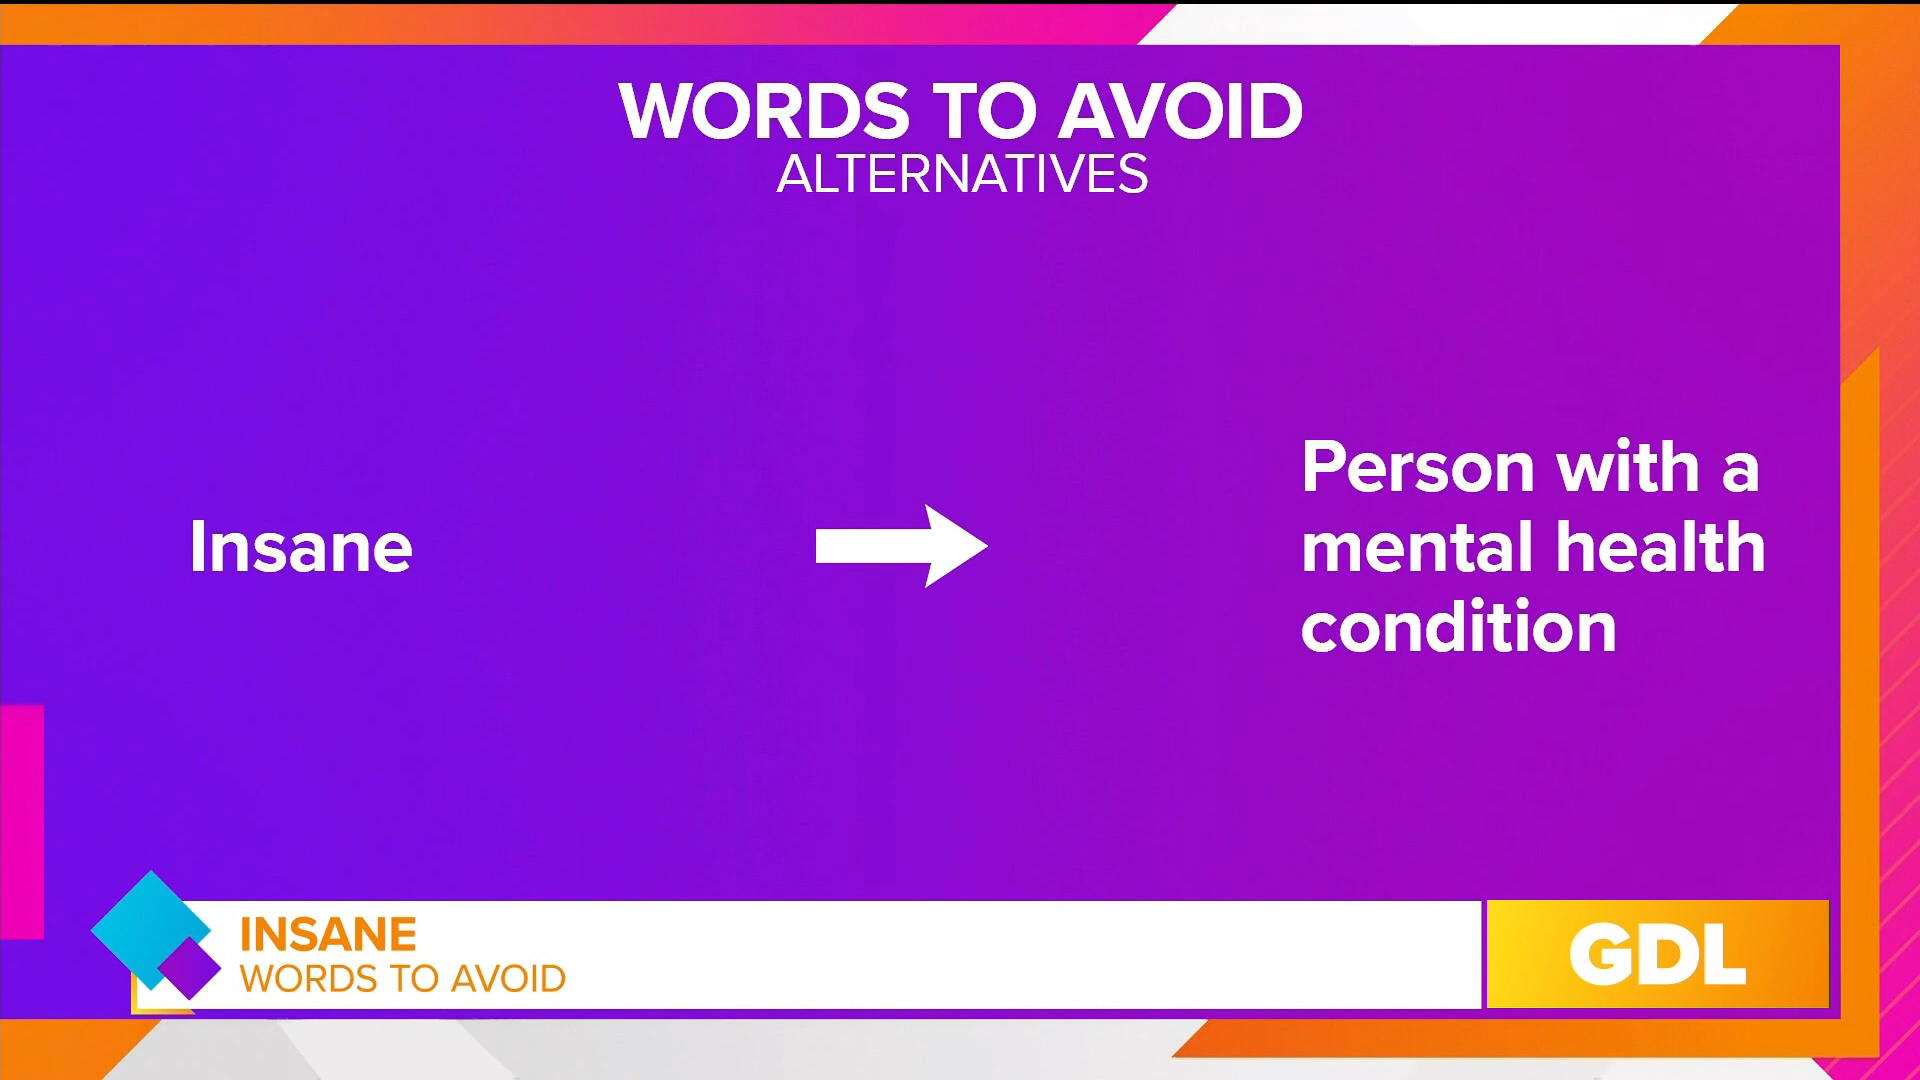 WORDS TO AVOID
ALTERNATIVES
Insane
Person with a
mental health
condition
INSANE
WORDS TO AVOID
GDL